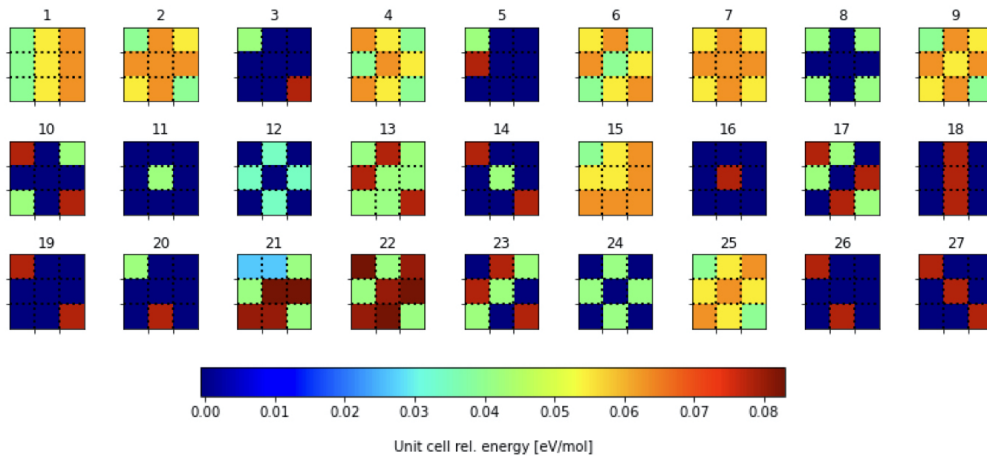 1 2 3 4 5 6 7 8 9
10 11 12 13 14 15 16 17 18
19 20 21 22 23 24 25 26 27
0.00 0.01 0.02 0.03 0.04 0.05 0.06 0.07 0.08
Unit cell rel. energy [eV/mol]